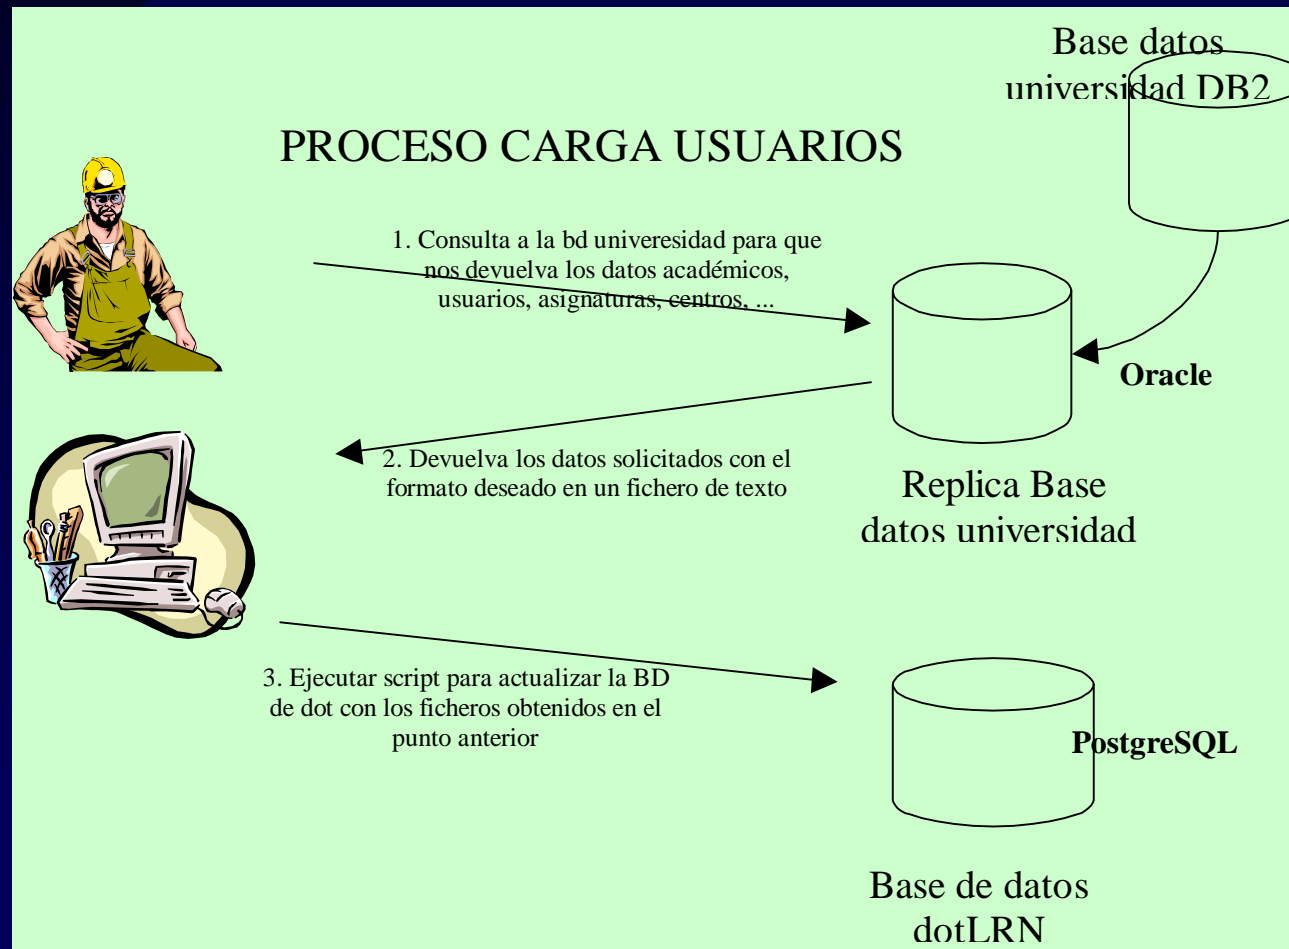 Base datos
universidad DB2
PROCESO CARGA USUARIOS
1. Consulta a la bd univeresidad para que
nos devuelva los datos académicos,
usuarios, asignaturas, centros, ...
Oracle
2. Devuelva los datos solicitados con el
formato deseado en un fichero de texto
Replica Base
datos universidad
3. Ejecutar script para actualizar la BD
de dot con los ficheros obtenidos en el
punto anterior
PostgreSQL
Base de datos
dotLRN